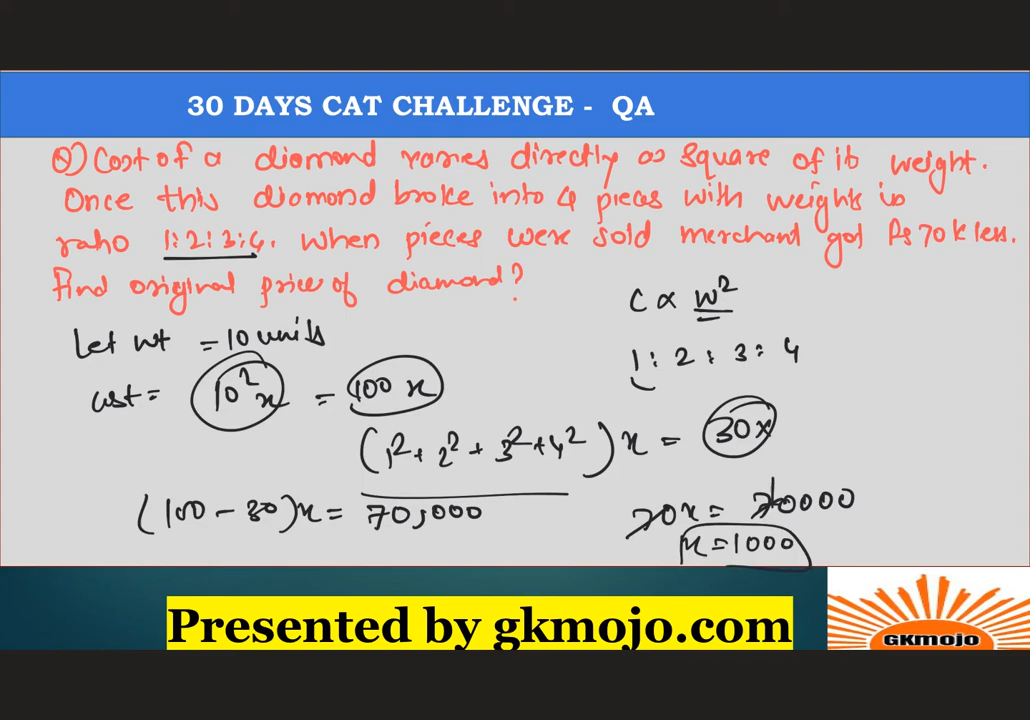 30 DAYS CAT CHALLENGE - QA
Q) Cost of a diamond varies directly as square of its weight.
Once this diamond broke into 4 pieces with weights in
ratio 1:2:3:4. When pieces were sold merchant got Rs 70k less.
Find original price of diamond?
C ∝ w²
Let wt = 10 units
1 : 2 : 3 : 4
cost = 10² x = 100 x
(1² + 2² + 3² + 4²) x = 30x
(100 - 30)x = 70,000
70x = 70000
x = 1000
Presented by gkmojo.com
GKmojo